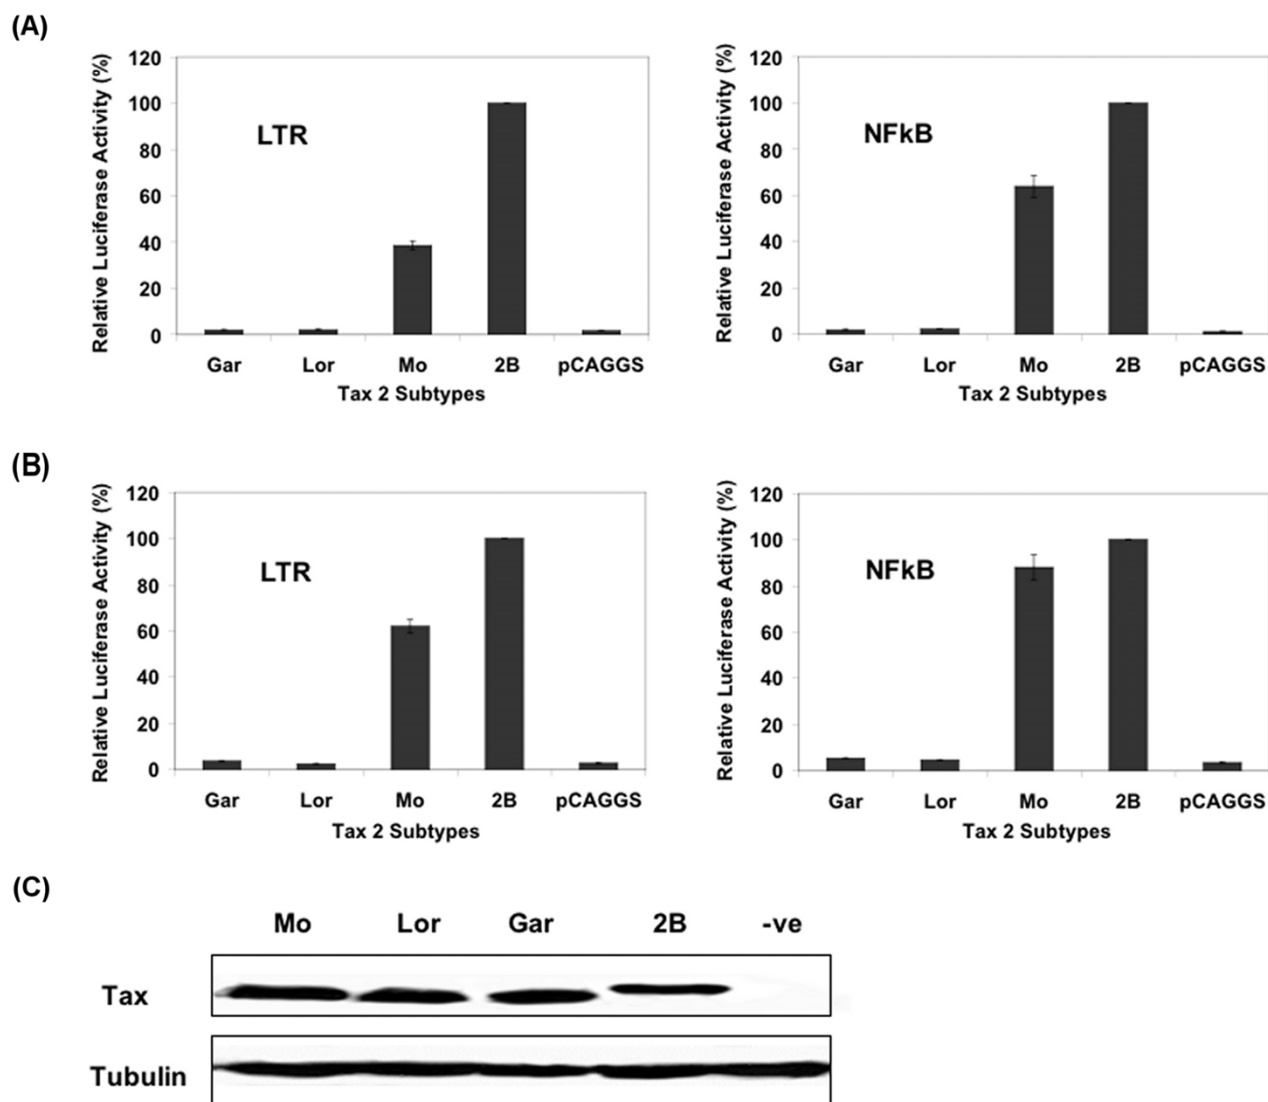 (A)
Relative Luciferase Activity (%)
120
100
80
60
40
20
0
LTR
Gar Lor Mo 2B pCAGGS
Tax 2 Subtypes
Relative Luciferase Activity (%)
120
100
80
60
40
20
0
NFkB
Gar Lor Mo 2B pCAGGS
Tax 2 Subtypes
(B)
Relative Luciferase Activity (%)
120
100
80
60
40
20
0
LTR
Gar Lor Mo 2B pCAGGS
Tax 2 Subtypes
Relative Luciferase Activity (%)
120
100
80
60
40
20
0
NFkB
Gar Lor Mo 2B pCAGGS
Tax 2 Subtypes
(C)
Mo Lor Gar 2B -ve
Tax
Tubulin